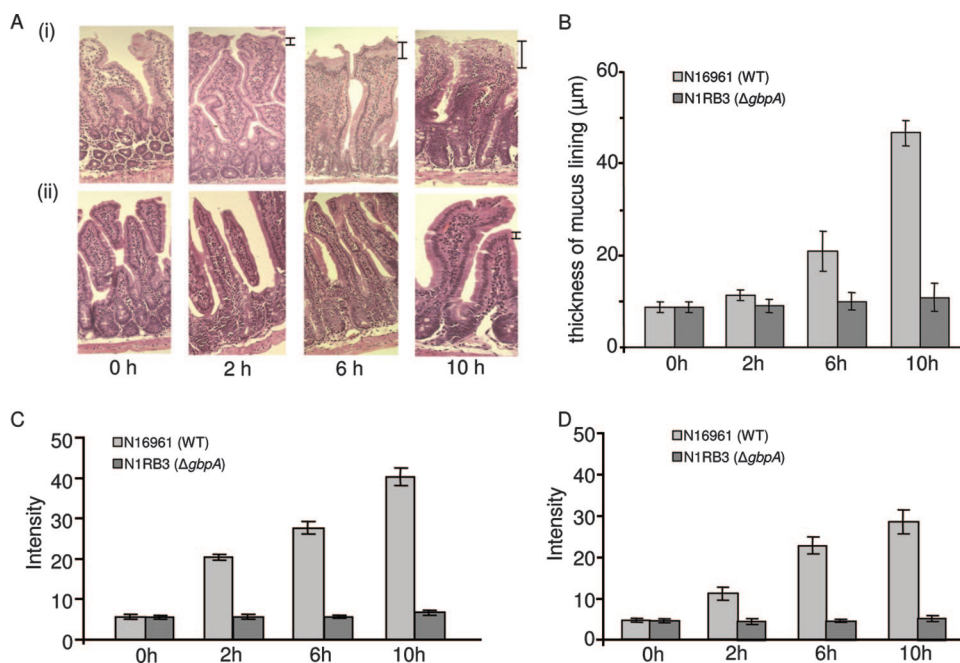 A
(i)
(ii)
0 h 2 h 6 h 10 h
B
thickness of mucus lining (µm)
60
40
20
0
N16961 (WT)
N1RB3 (ΔgbpA)
0h 2h 6h 10h
C
Intensity
50
40
30
20
10
0
N16961 (WT)
N1RB3 (ΔgbpA)
0h 2h 6h 10h
D
Intensity
50
40
30
20
10
0
N16961 (WT)
N1RB3 (ΔgbpA)
0h 2h 6h 10h